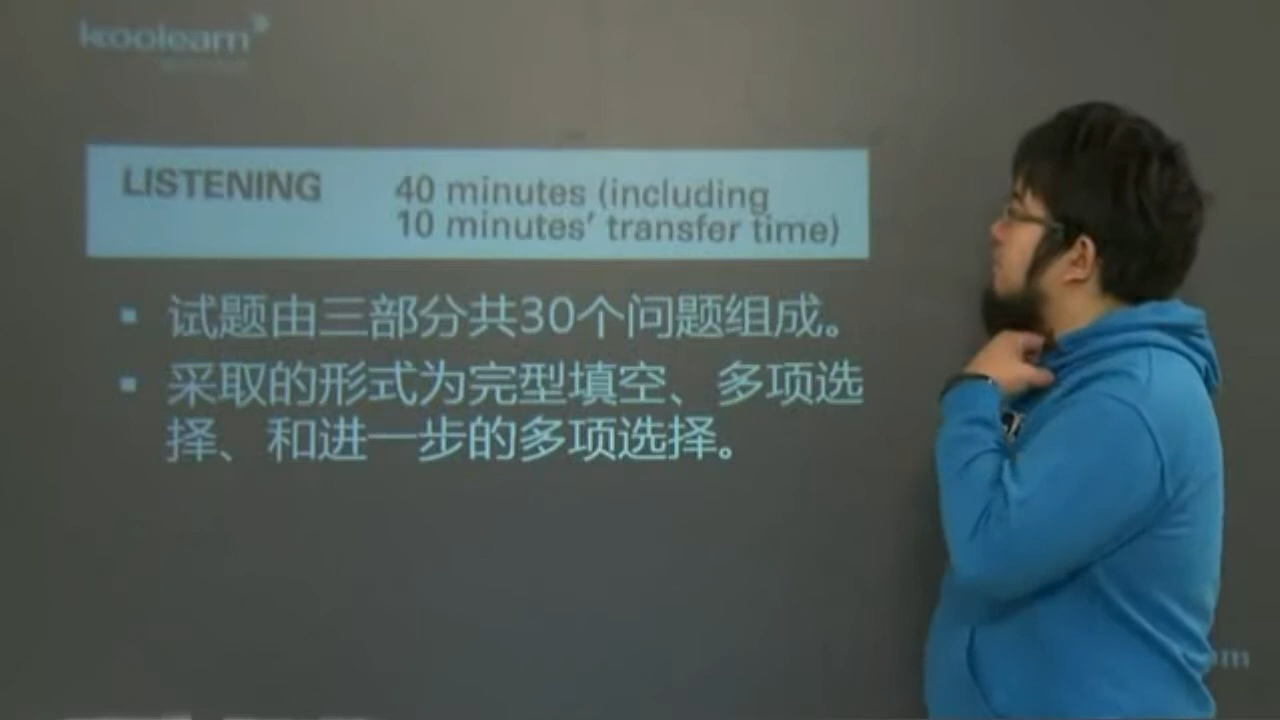 koolearn
LISTENING 40 minutes (including
10 minutes' transfer time)
▪ 试题由三部分共30个问题组成。
▪ 采取的形式为完型填空、多项选
择、和进一步的多项选择。